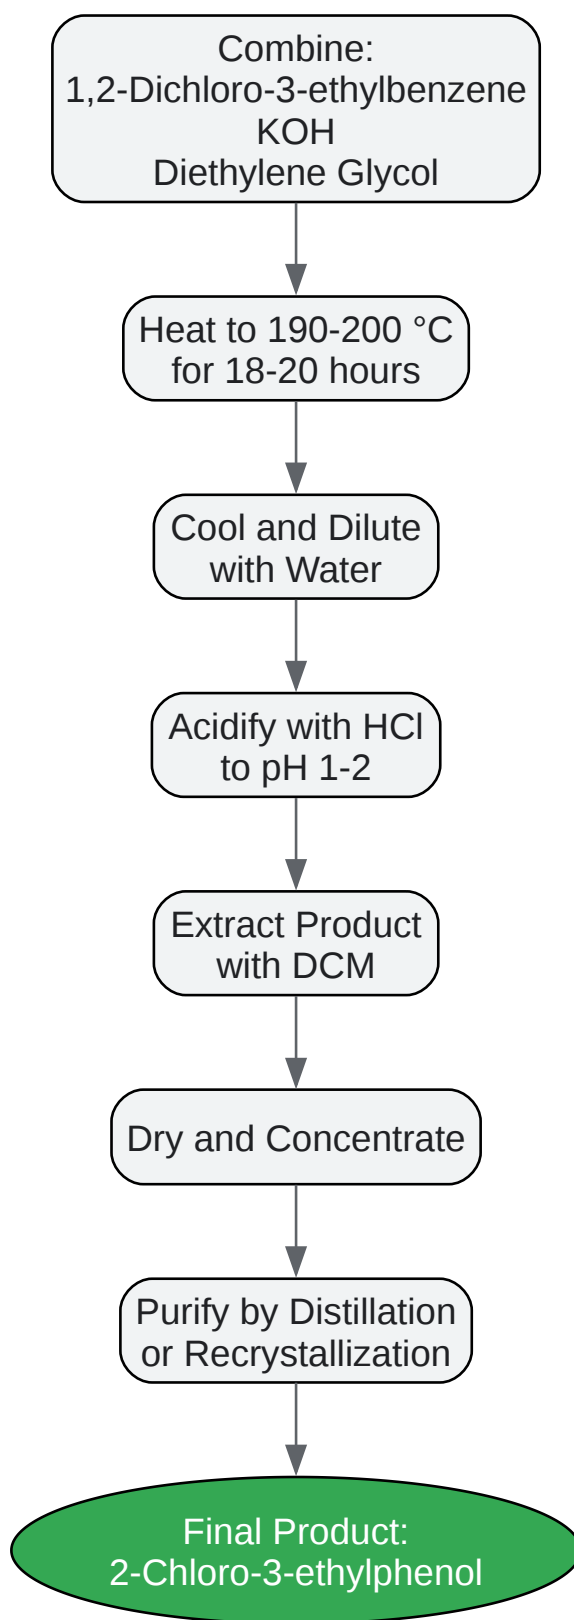 Combine:
1,2-Dichloro-3-ethylbenzene
KOH
Diethylene Glycol
Heat to 190-200 °C
for 18-20 hours
Cool and Dilute
with Water
Acidify with HCl
to pH 1-2
Extract Product
with DCM
Dry and Concentrate
Purify by Distillation
or Recrystallization
Final Product:
2-Chloro-3-ethylphenol